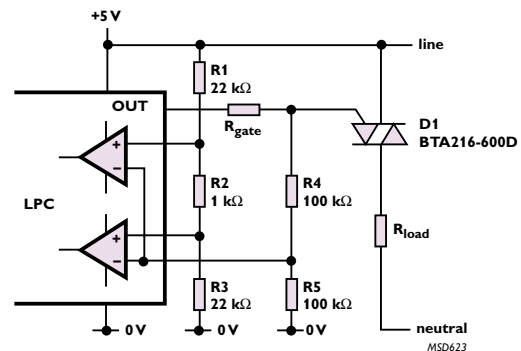 +5 V
line
R1
22 kΩ
OUT
Rgate
D1
BTA216-600D
+
−
R2
1 kΩ
R4
100 kΩ
LPC
Rload
+
−
R3
22 kΩ
R5
100 kΩ
0 V
0 V
0 V
neutral
MSD623